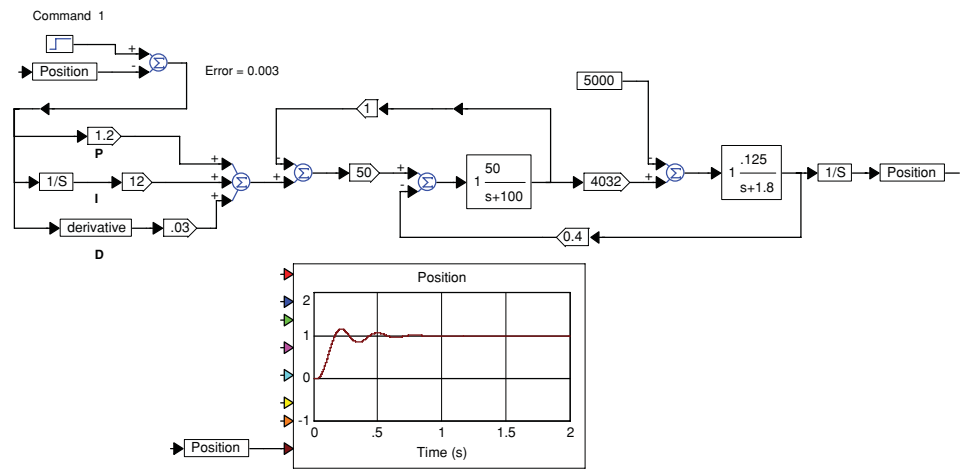 Command 1
+
-
Σ
Position
Error = 0.003
5000
1
1.2
P
+
+
+
Σ
-
+
Σ
50
+
-
Σ
1 50 s+100
4032
-
+
Σ
1 .125 s+1.8
1/S
Position
1/S
12
I
derivative
.03
D
0.4
Position
2
1
0
-1
0 .5 1 1.5 2
Time (s)
Position